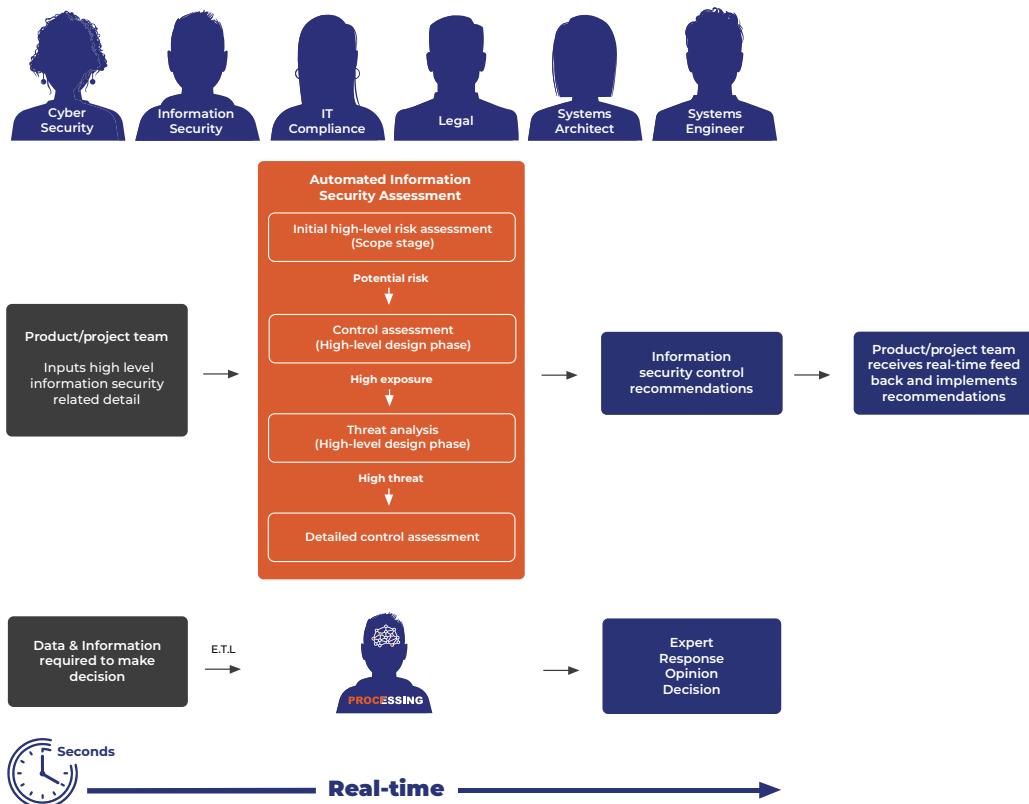 Cyber
Security
Information
Security
IT
Compliance
Legal
Systems
Architect
Systems
Engineer
Automated Information
Security Assessment
Initial high-level risk assessment
(Scope stage)
Potential risk
Control assessment
(High-level design phase)
High exposure
Threat analysis
(High-level design phase)
High threat
Detailed control assessment
Product/project team
Inputs high level
information security
related detail
Information
security control
recommendations
Product/project team
receives real-time feed
back and implements
recommendations
Data & Information
required to make
decision
E.T.L
PROCESSING
Expert
Response
Opinion
Decision
Seconds
Real-time